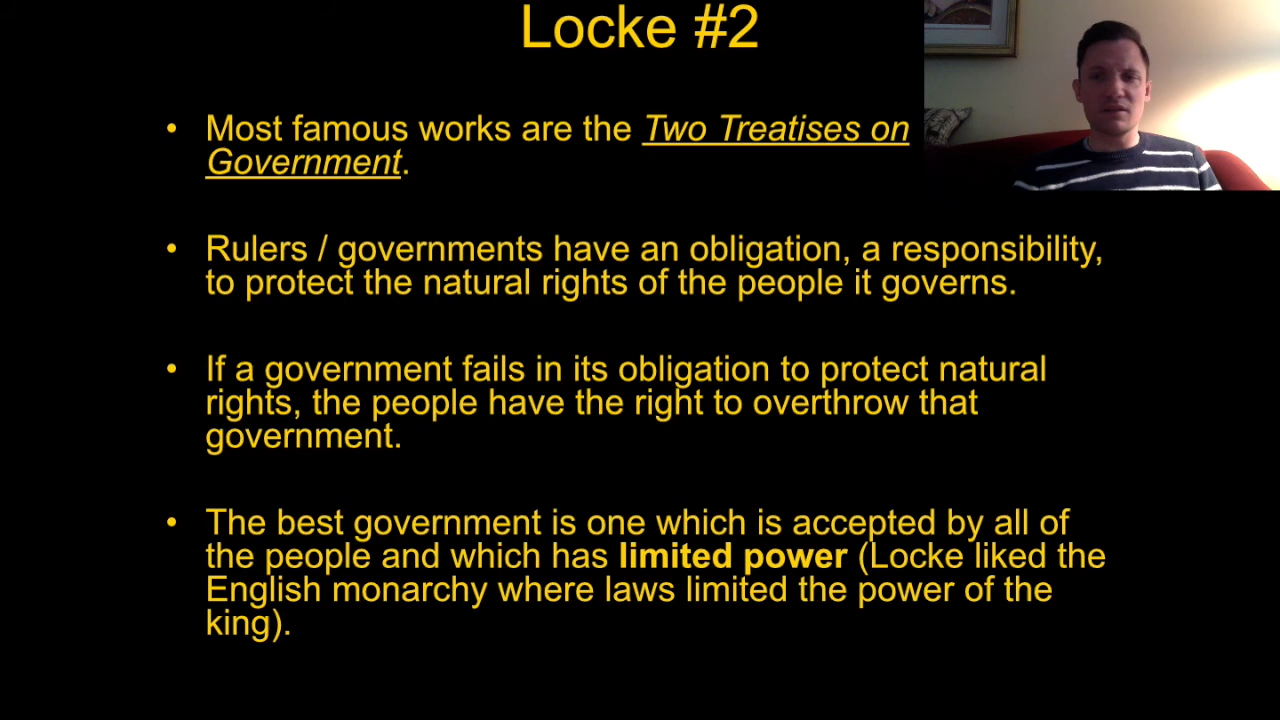 Locke #2
• Most famous works are the Two Treatises on
Government.
• Rulers / governments have an obligation, a responsibility,
to protect the natural rights of the people it governs.
• If a government fails in its obligation to protect natural
rights, the people have the right to overthrow that
government.
• The best government is one which is accepted by all of
the people and which has limited power (Locke liked the
English monarchy where laws limited the power of the
king).